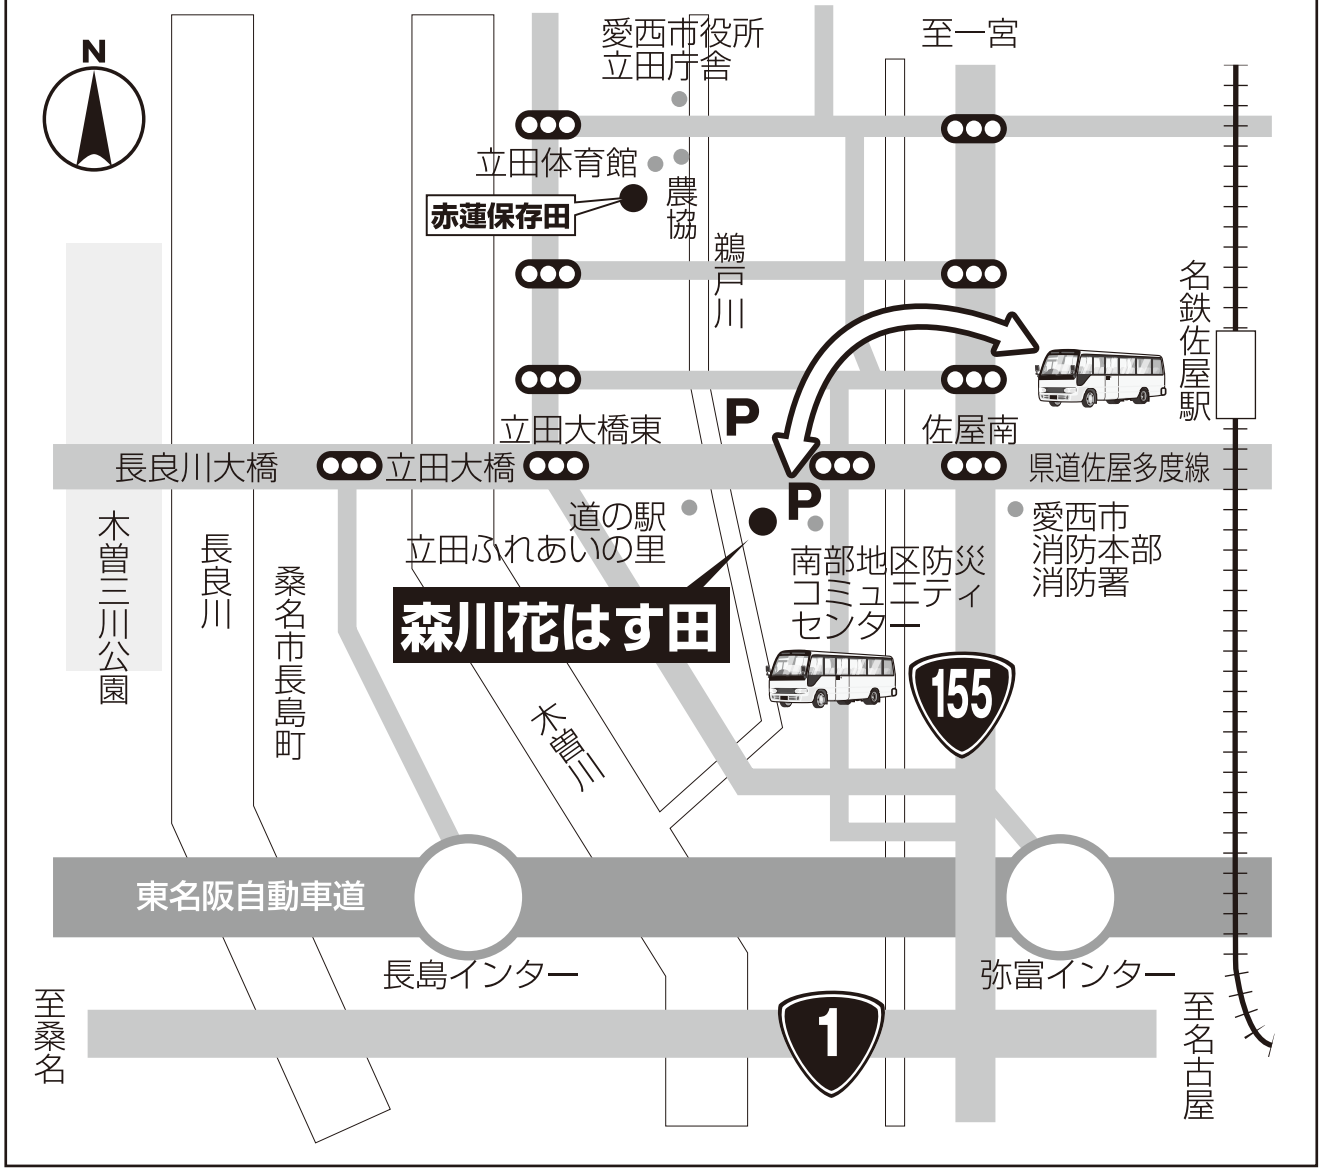 N
愛西市役所
立田庁舎
至一宮
立田体育館
農協
赤蓮保存田
鵜戸川
名鉄佐屋駅
P
立田大橋東
佐屋南
長良川大橋
立田大橋
県道佐屋多度線
P
道の駅
立田ふれあいの里
愛西市
消防本部
消防署
木曽三川公園
長良川
桑名市長島町
南部地区防災
コミュニティ
センター
森川花はす田
155
木曽川
東名阪自動車道
長島インター
弥富インター
至桑名
1
至名古屋